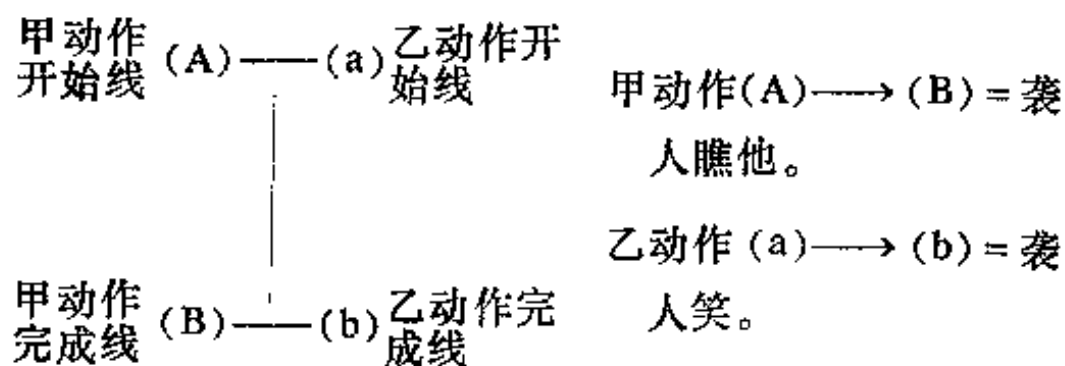 甲动作 开始线 (A)——(a) 乙动作开始线
甲动作 完成线 (B)——(b) 乙动作完成线
甲动作(A)——→(B)=袭
人瞧他。
乙动作(a)——→(b)=袭
人笑。